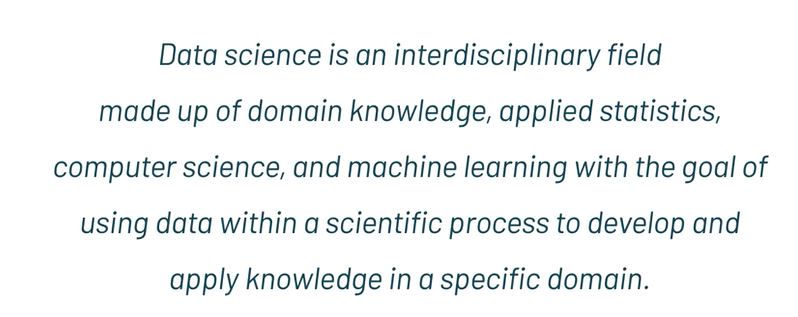 Data science is an interdisciplinary field
made up of domain knowledge, applied statistics,
computer science, and machine learning with the goal of
using data within a scientific process to develop and
apply knowledge in a specific domain.